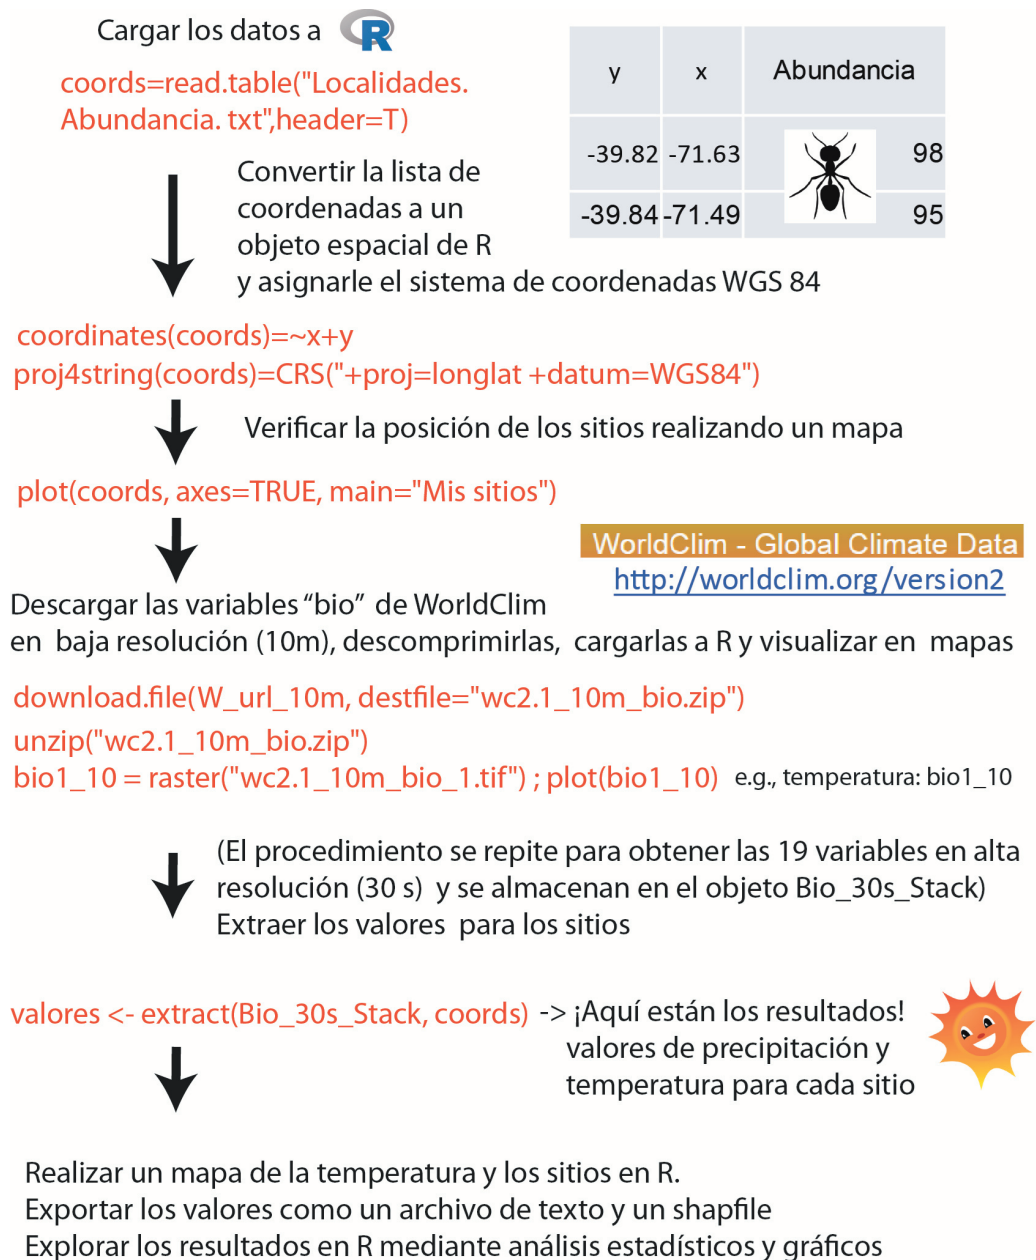 Cargar los datos a R
coords=read.table("Localidades.
Abundancia. txt",header=T)
y x Abundancia
-39.82 -71.63 98
-39.84 -71.49 95
Convertir la lista de
coordenadas a un
objeto espacial de R
y asignarle el sistema de coordenadas WGS 84
coordinates(coords)=~x+y
proj4string(coords)=CRS("+proj=longlat +datum=WGS84")
Verificar la posición de los sitios realizando un mapa
plot(coords, axes=TRUE, main="Mis sitios")
WorldClim - Global Climate Data
http://worldclim.org/version2
Descargar las variables “bio” de WorldClim
en baja resolución (10m), descomprimirlas, cargarlas a R y visualizar en mapas
download.file(W_url_10m, destfile="wc2.1_10m_bio.zip")
unzip("wc2.1_10m_bio.zip")
bio1_10 = raster("wc2.1_10m_bio_1.tif") ; plot(bio1_10) e.g., temperatura: bio1_10
(El procedimiento se repite para obtener las 19 variables en alta
resolución (30 s) y se almacenan en el objeto Bio_30s_Stack)
Extraer los valores para los sitios
valores <- extract(Bio_30s_Stack, coords) -> ¡Aquí están los resultados!
valores de precipitación y
temperatura para cada sitio
Realizar un mapa de la temperatura y los sitios en R.
Exportar los valores como un archivo de texto y un shapfile
Explorar los resultados en R mediante análisis estadísticos y gráficos